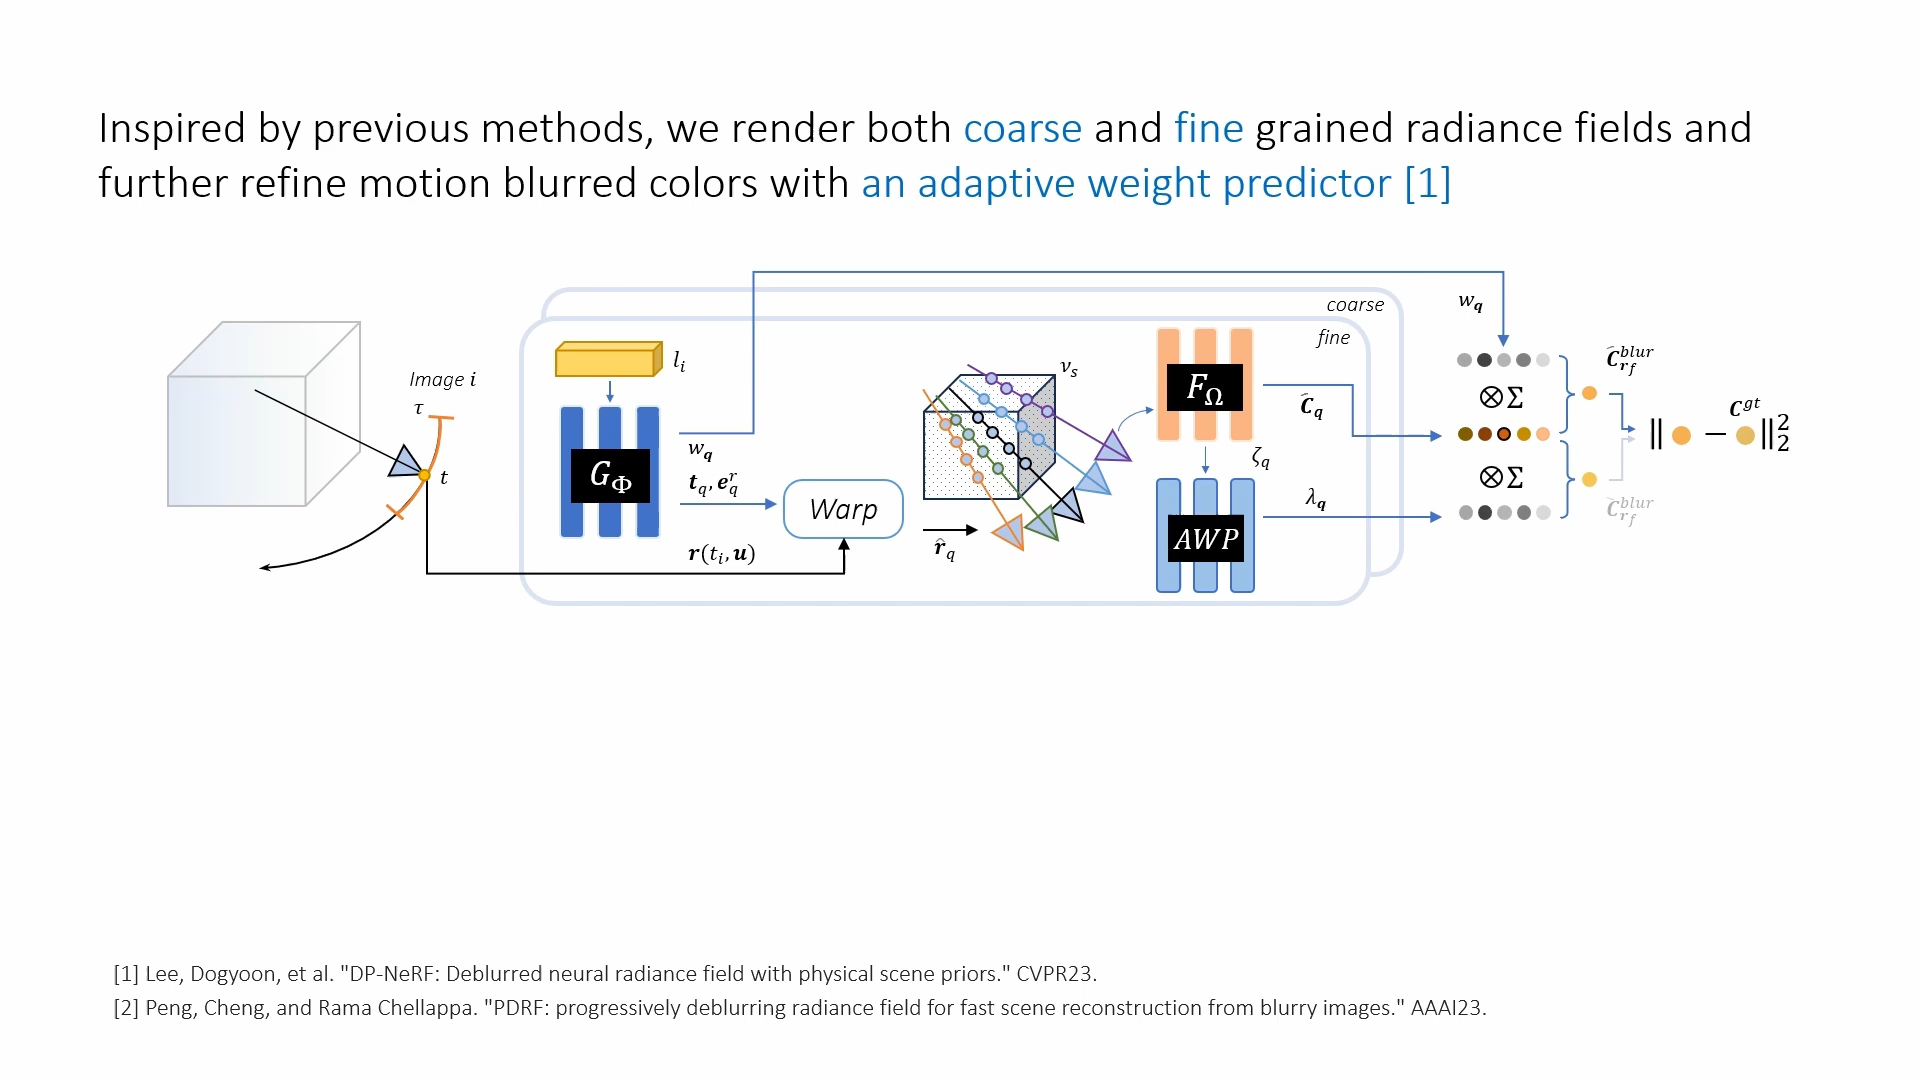 Inspired by previous methods, we render both coarse and fine grained radiance fields and
further refine motion blurred colors with an adaptive weight predictor [1]
coarse
fine
Image i
τ
t
l_i
G_Φ
w_q
t_q, e_q^r
r(t_i, u)
Warp
r̂_q
ν_s
F_Ω
ζ_q
AWP
Ĉ_q
λ_q
w_q
⊗Σ
⊗Σ
Ĉ_{r_f}^{blur}
C̃_{r_f}^{blur}
‖ − C^{gt} ‖_2^2
[1] Lee, Dogyoon, et al. "DP-NeRF: Deblurred neural radiance field with physical scene priors." CVPR23.
[2] Peng, Cheng, and Rama Chellappa. "PDRF: progressively deblurring radiance field for fast scene reconstruction from blurry images." AAAI23.